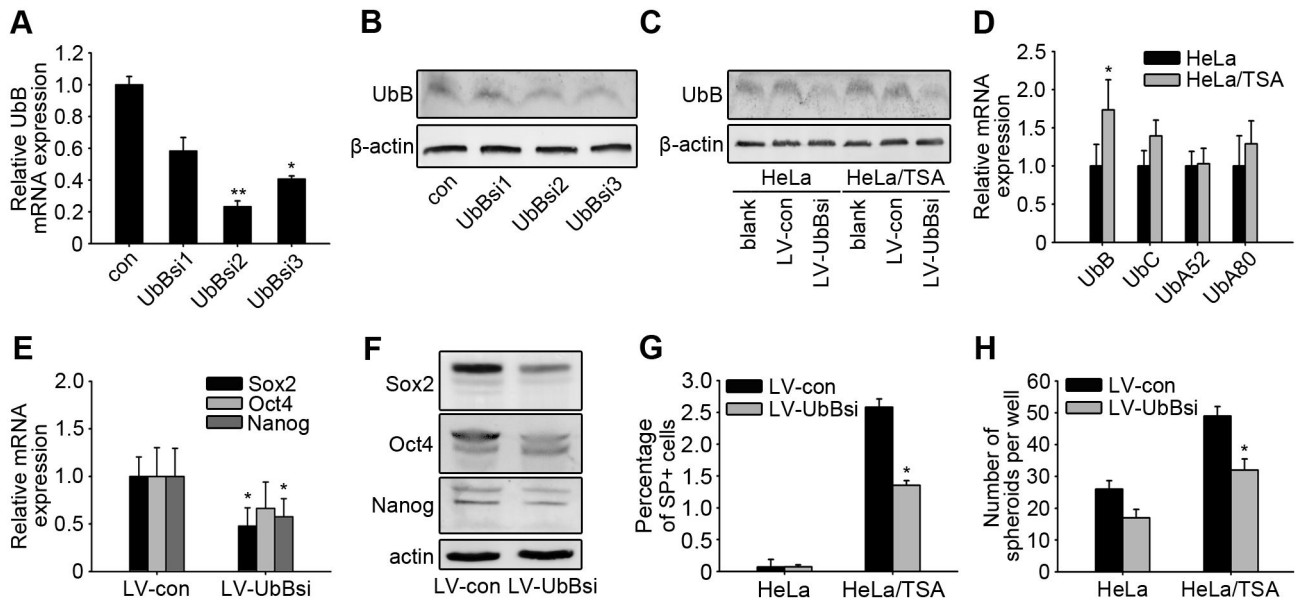 A
Relative UbB
mRNA expression
1.2
1.0
0.8
0.6
0.4
0.2
0
**
*
con
UbBsi1
UbBsi2
UbBsi3
B
UbB
β-actin
con
UbBsi1
UbBsi2
UbBsi3
C
UbB
β-actin
HeLa
HeLa/TSA
blank
LV-con
LV-UbBsi
blank
LV-con
LV-UbBsi
D
Relative mRNA
expression
2.5
2.0
1.5
1.0
0.5
0
HeLa
HeLa/TSA
*
UbB
UbC
UbA52
UbA80
E
Relative mRNA
expression
2.0
1.5
1.0
0.5
0
Sox2
Oct4
Nanog
*
*
LV-con
LV-UbBsi
F
Sox2
Oct4
Nanog
actin
LV-con LV-UbBsi
G
Percentage
of SP+ cells
3.0
2.5
2.0
1.5
1.0
0.5
0
LV-con
LV-UbBsi
*
HeLa
HeLa/TSA
H
Number of
spheroids per well
60
50
40
30
20
10
0
LV-con
LV-UbBsi
*
HeLa
HeLa/TSA